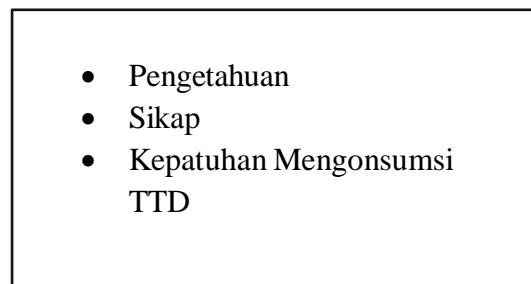 • Pengetahuan
• Sikap
• Kepatuhan Mengonsumsi
TTD